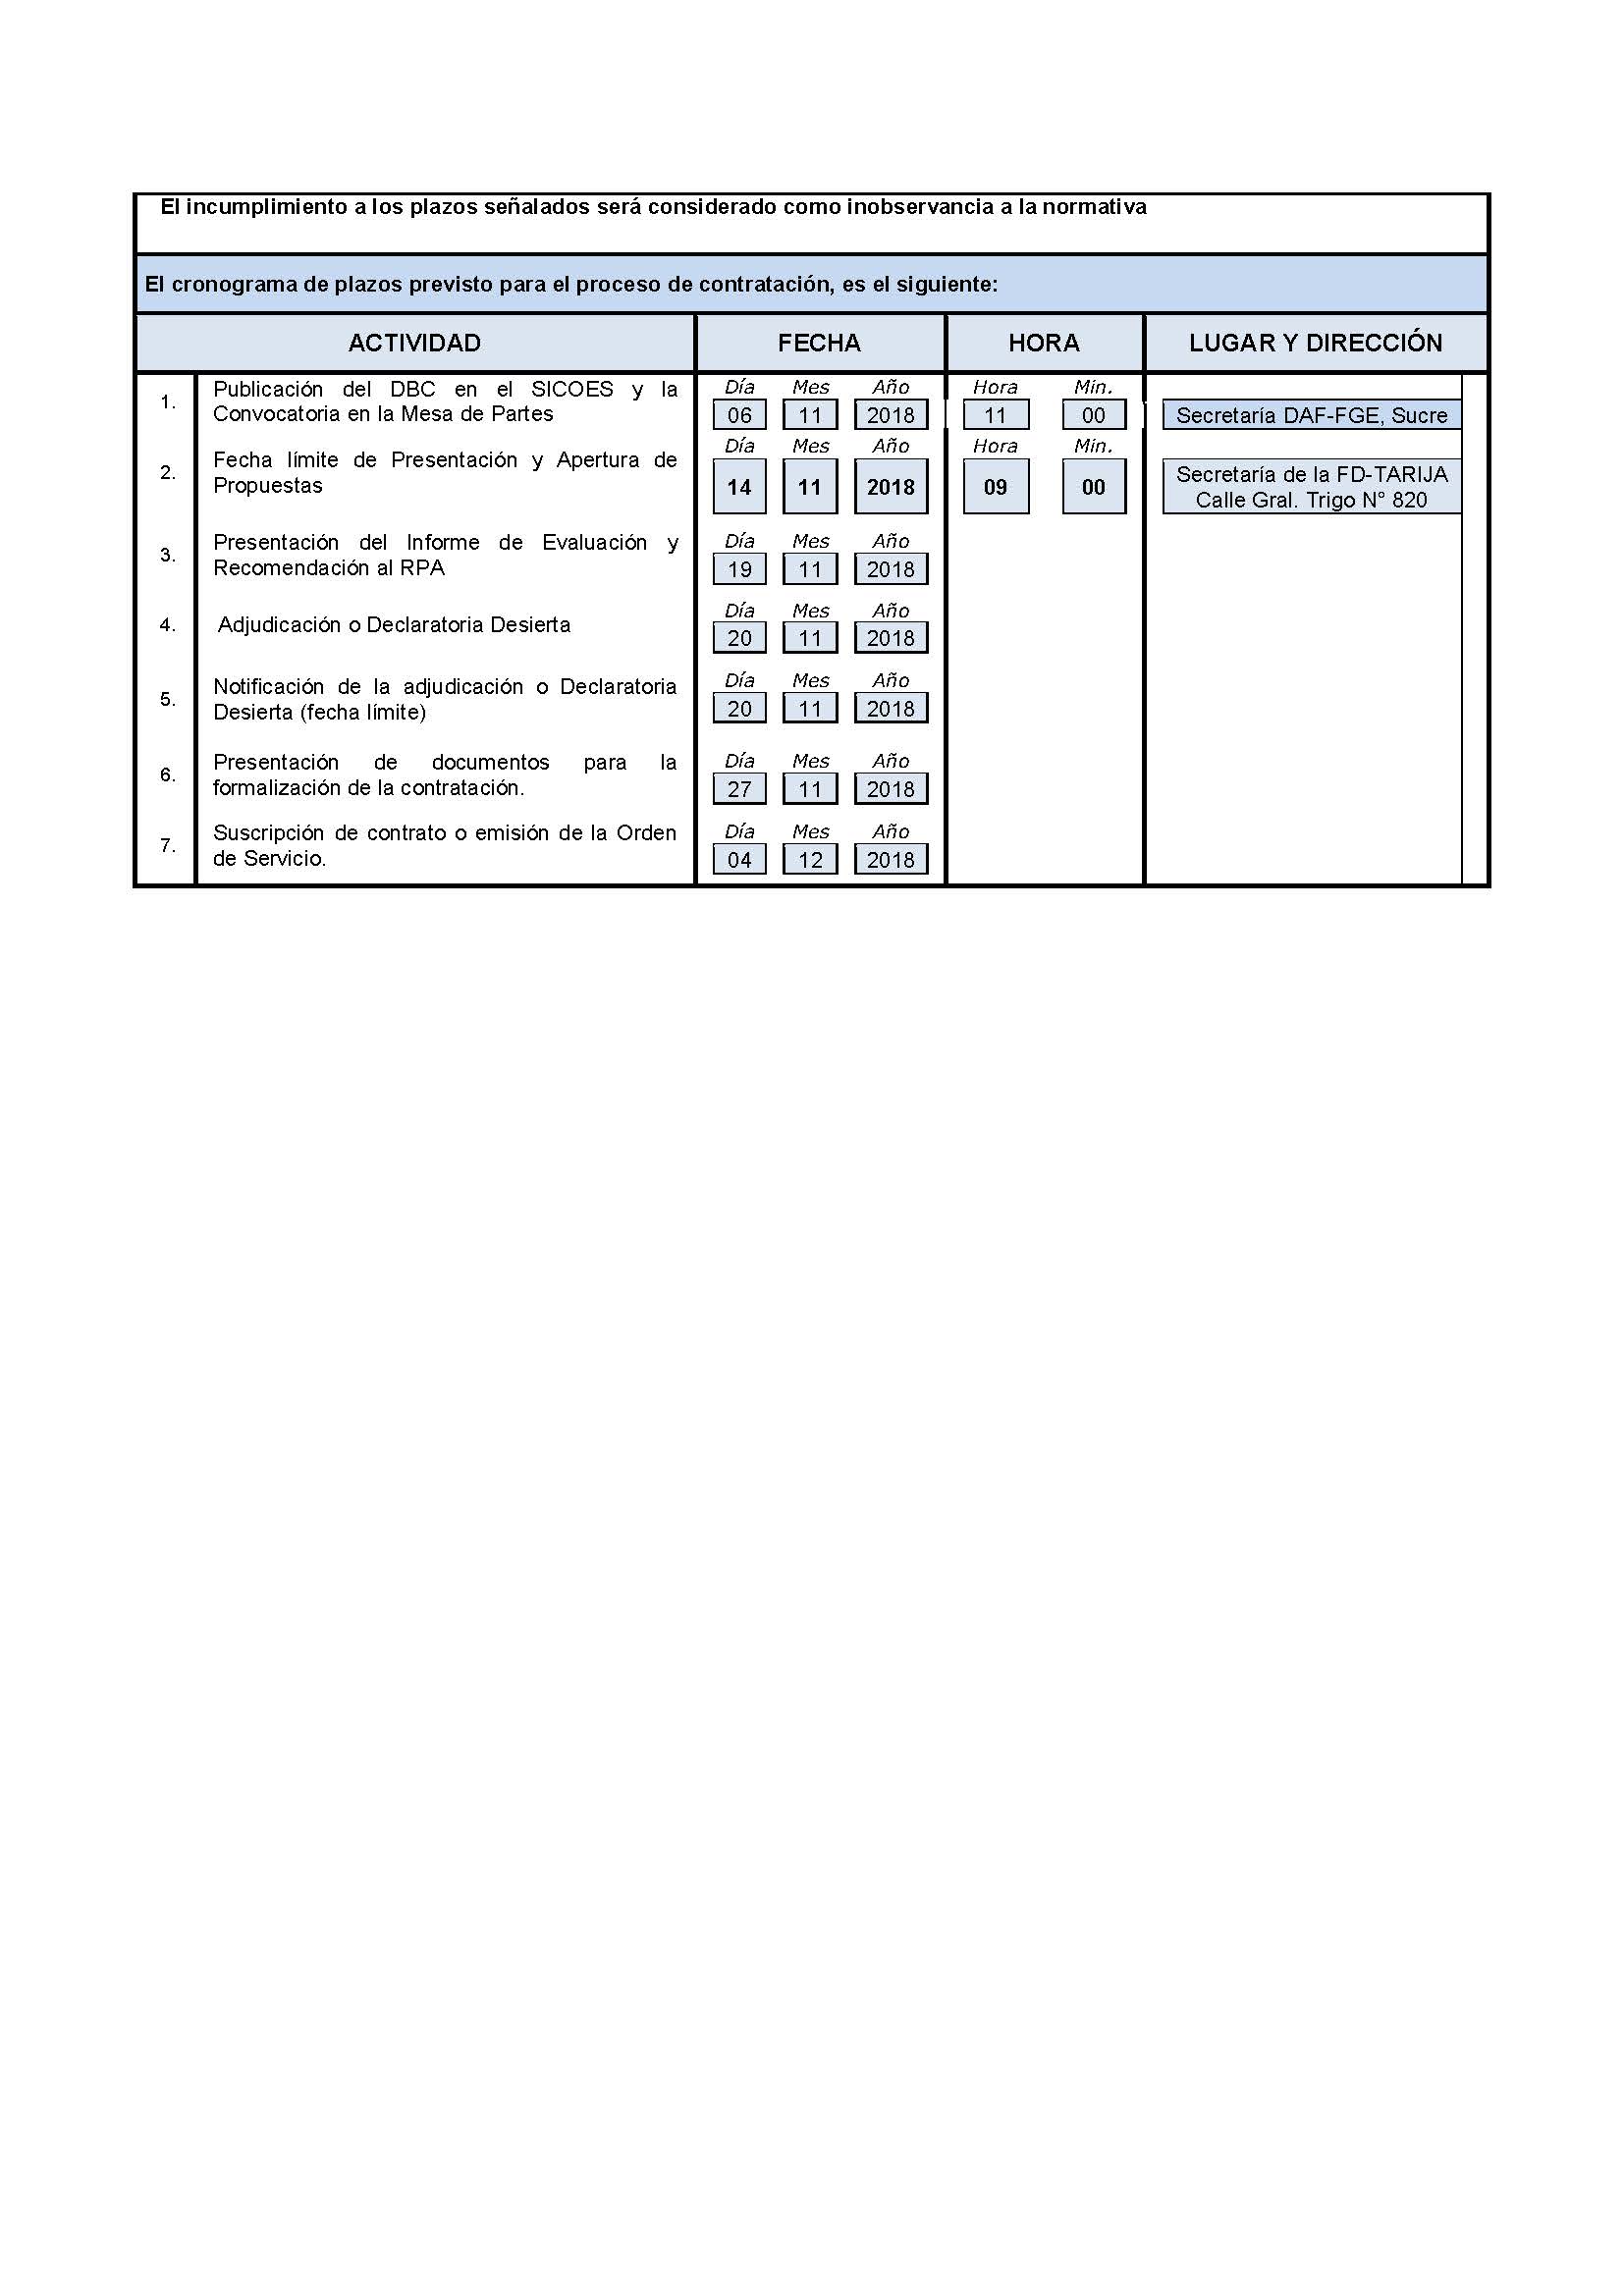 El incumplimiento a los plazos señalados será considerado como inobservancia a la normativa
El cronograma de plazos previsto para el proceso de contratación, es el siguiente:
ACTIVIDAD FECHA HORA LUGAR Y DIRECCIÓN
1. Publicación del DBC en el SICOES y la
Convocatoria en la Mesa de Partes
Día Mes Año Hora Min.
06 11 2018 11 00 Secretaría DAF-FGE, Sucre
2. Fecha límite de Presentación y Apertura de
Propuestas
Día Mes Año Hora Min.
14 11 2018 09 00 Secretaría de la FD-TARIJA
Calle Gral. Trigo N° 820
3. Presentación del Informe de Evaluación y
Recomendación al RPA
Día Mes Año
19 11 2018
4. Adjudicación o Declaratoria Desierta
Día Mes Año
20 11 2018
5. Notificación de la adjudicación o Declaratoria
Desierta (fecha límite)
Día Mes Año
20 11 2018
6. Presentación de documentos para la
formalización de la contratación.
Día Mes Año
27 11 2018
7. Suscripción de contrato o emisión de la Orden
de Servicio.
Día Mes Año
04 12 2018